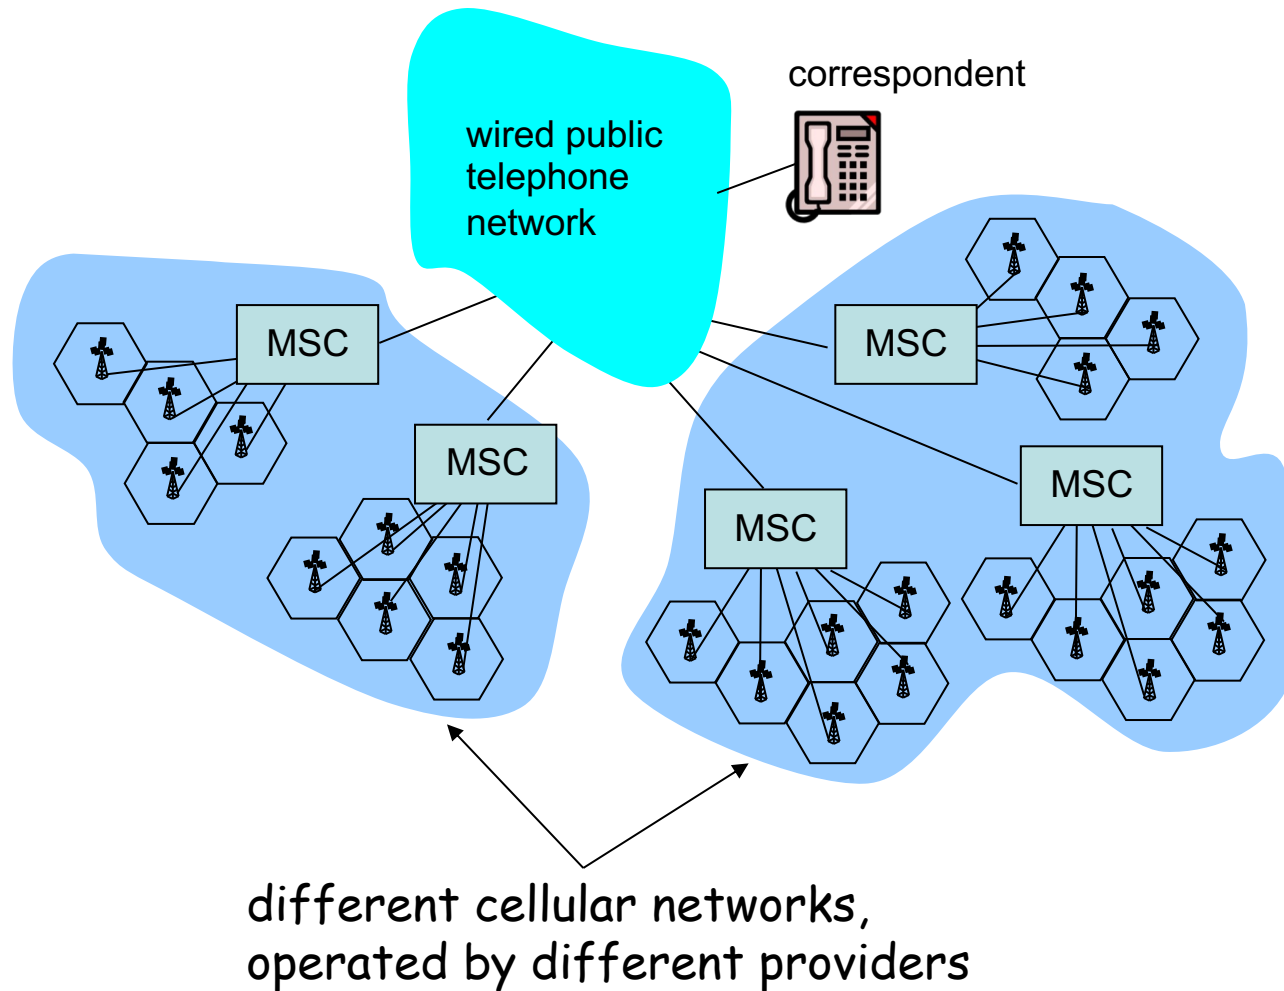 correspondent
wired public
telephone
network
MSC
MSC
MSC
MSC
MSC
different cellular networks,
operated by different providers